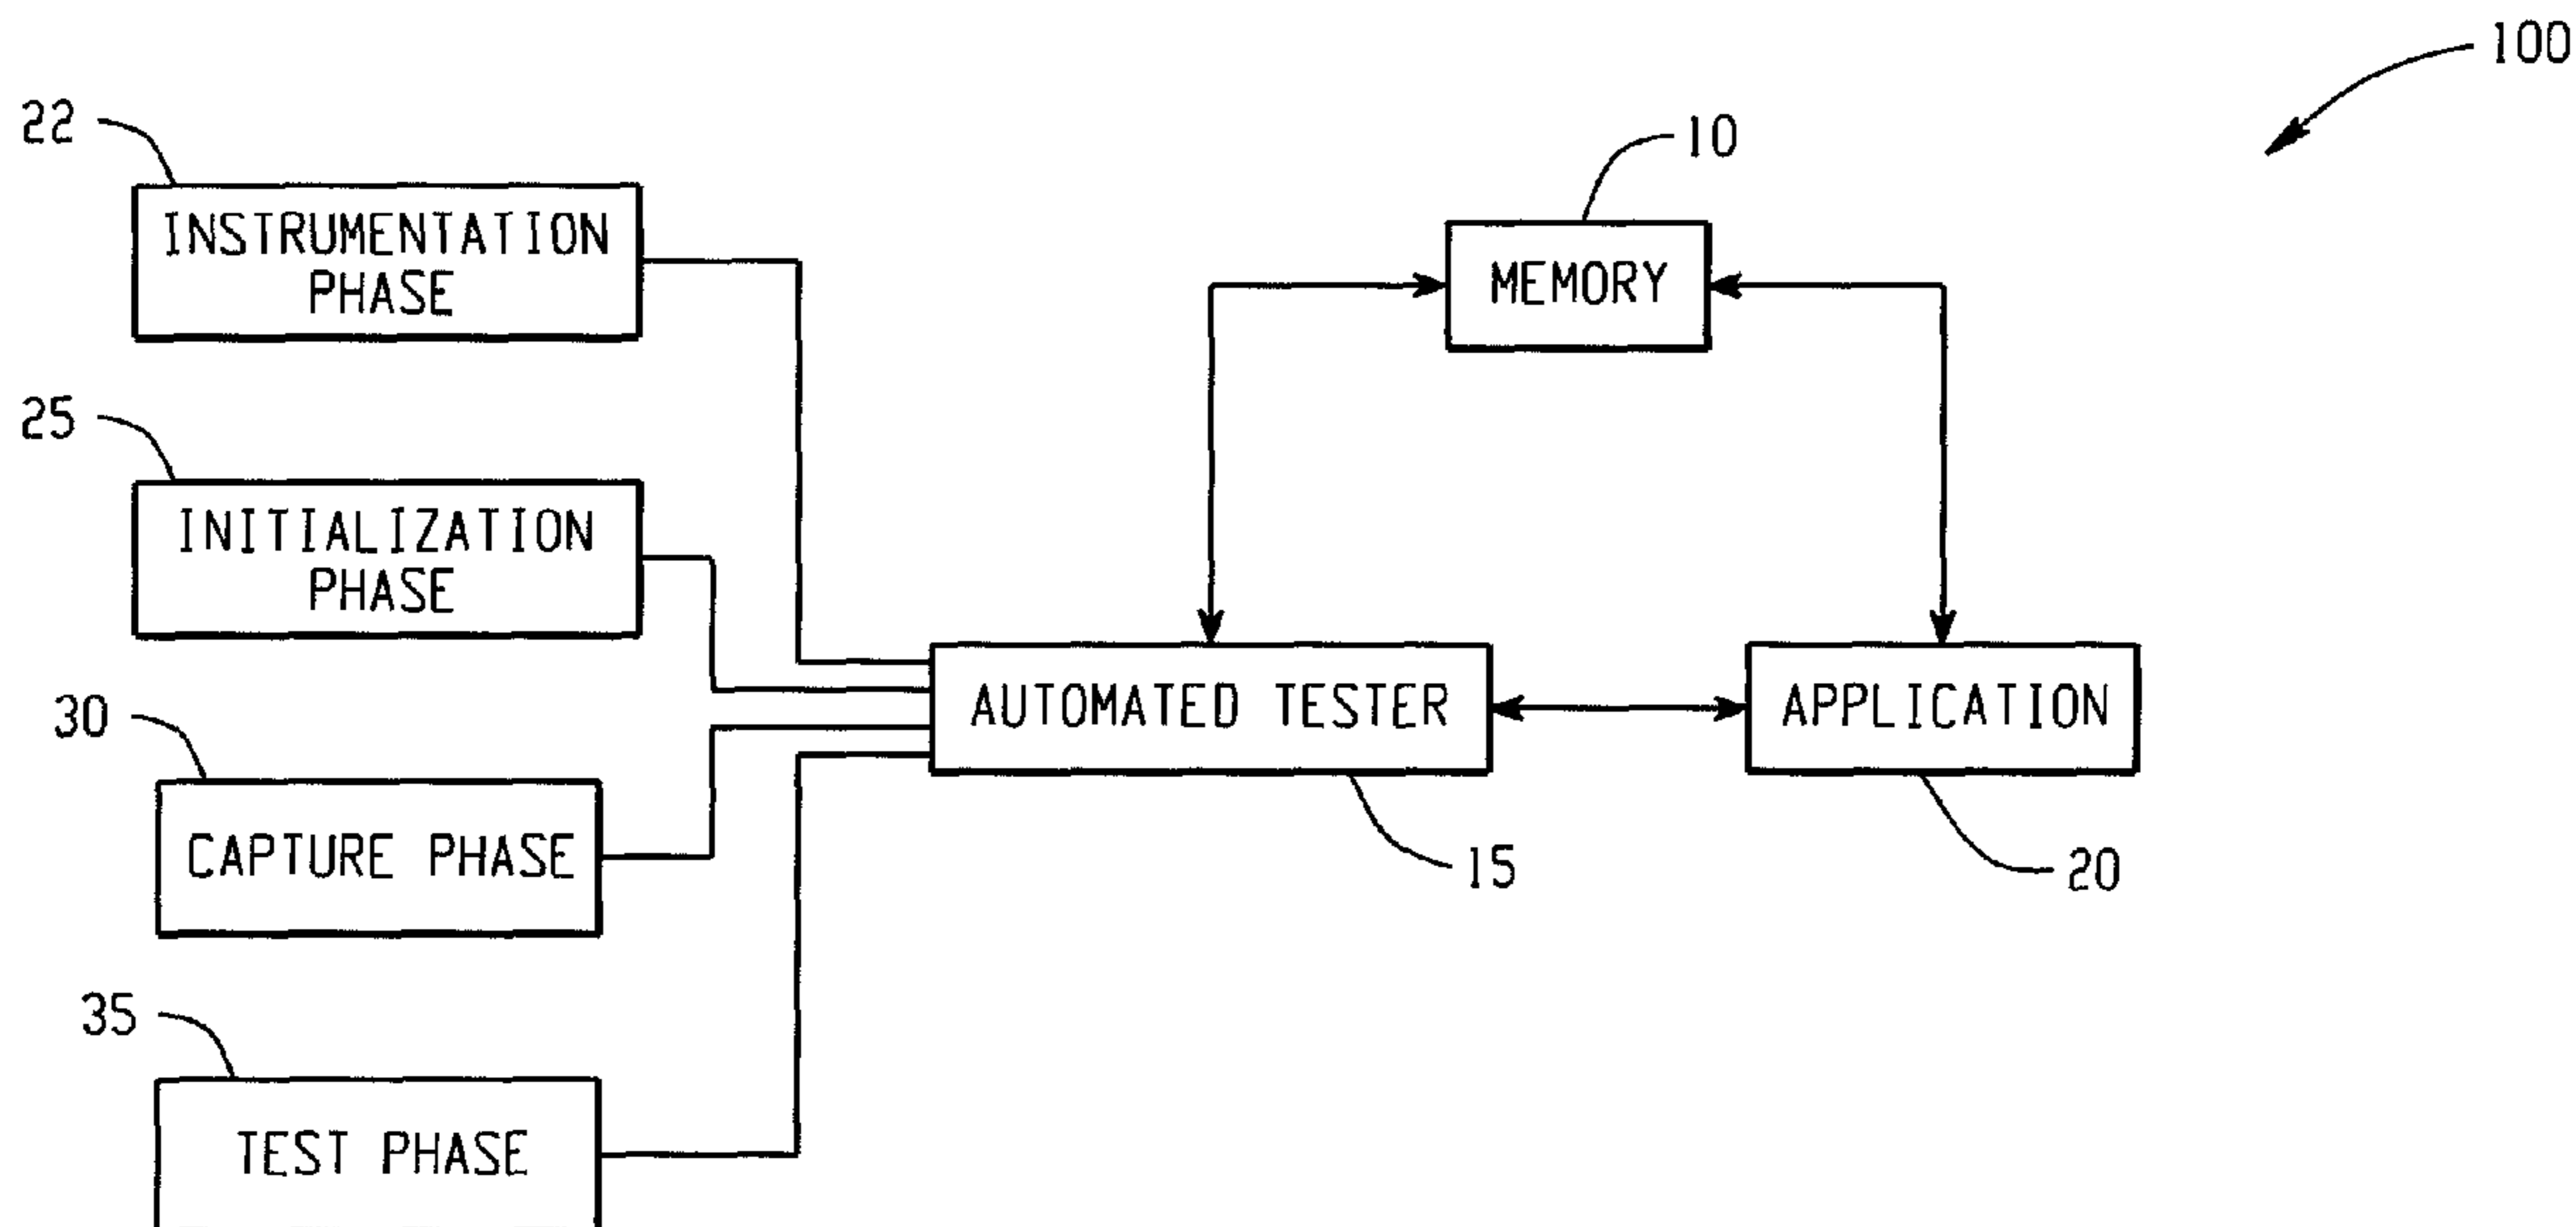 100
22
10
INSTRUMENTATION
PHASE
MEMORY
25
INITIALIZATION
PHASE
30
AUTOMATED TESTER
APPLICATION
CAPTURE PHASE
15
20
35
TEST PHASE